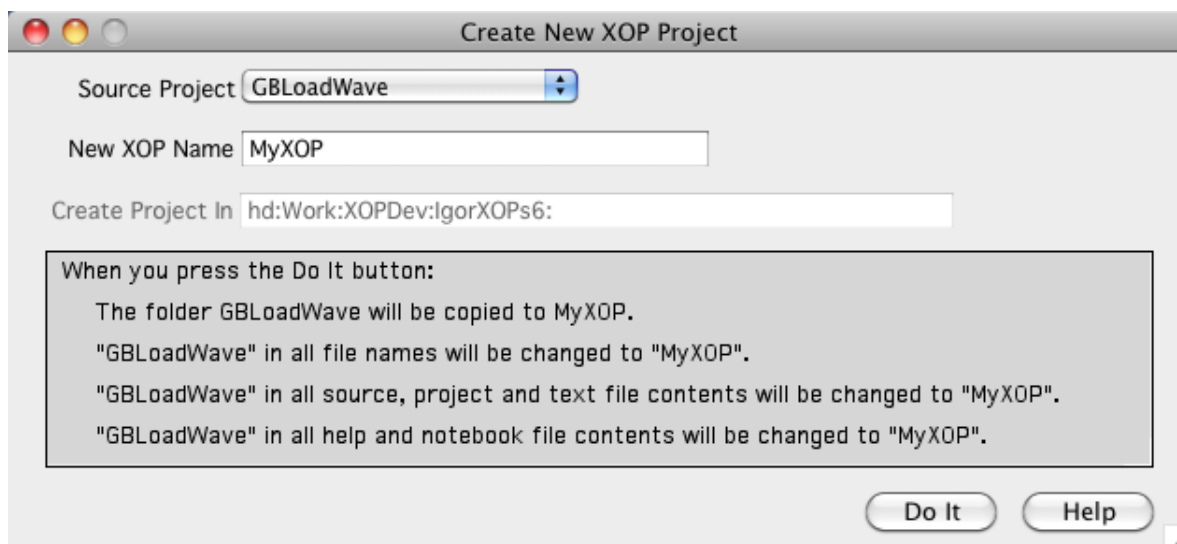 Create New XOP Project
Source Project GBLoadWave
New XOP Name MyXOP
Create Project In hd:Work:XOPDev:IgorXOPs6:
When you press the Do It button:
The folder GBLoadWave will be copied to MyXOP.
"GBLoadWave" in all file names will be changed to "MyXOP".
"GBLoadWave" in all source, project and text file contents will be changed to "MyXOP".
"GBLoadWave" in all help and notebook file contents will be changed to "MyXOP".
Do It Help